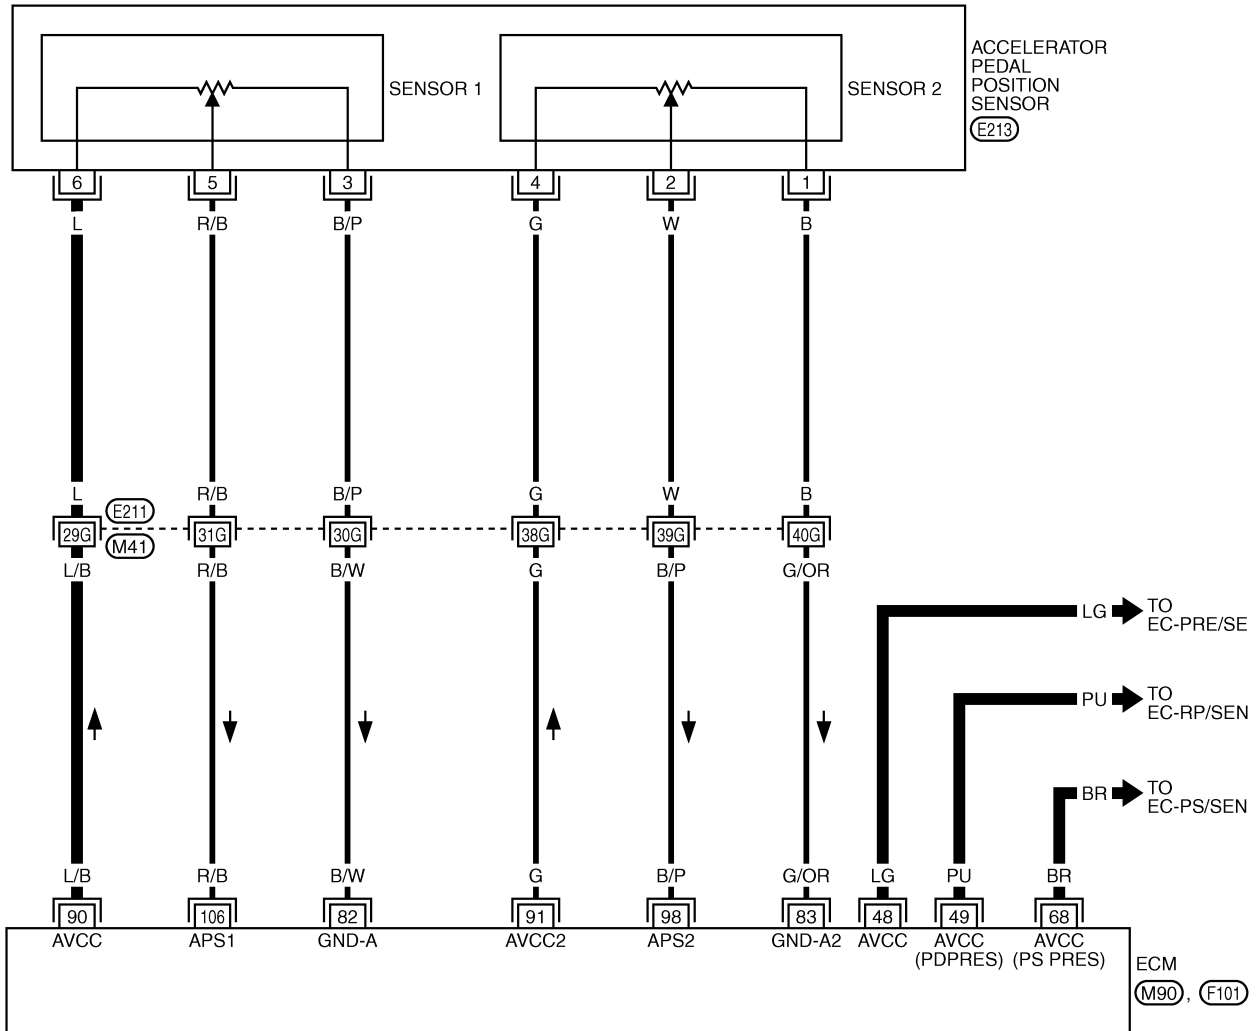 ACCELERATOR
PEDAL
POSITION
SENSOR
E213
SENSOR 1
SENSOR 2
6 5 3 4 2 1
L R/B B/P G W B
L R/B B/P G W B
E211
29G 31G 30G 38G 39G 40G
M41
L/B R/B B/W G B/P G/OR
LG TO
EC-PRE/SE
PU TO
EC-RP/SEN
BR TO
EC-PS/SEN
L/B R/B B/W G B/P G/OR LG PU BR
90 106 82 91 98 83 48 49 68
AVCC APS1 GND-A AVCC2 APS2 GND-A2 AVCC AVCC AVCC
(PDPRES) (PS PRES)
ECM
M90 , F101